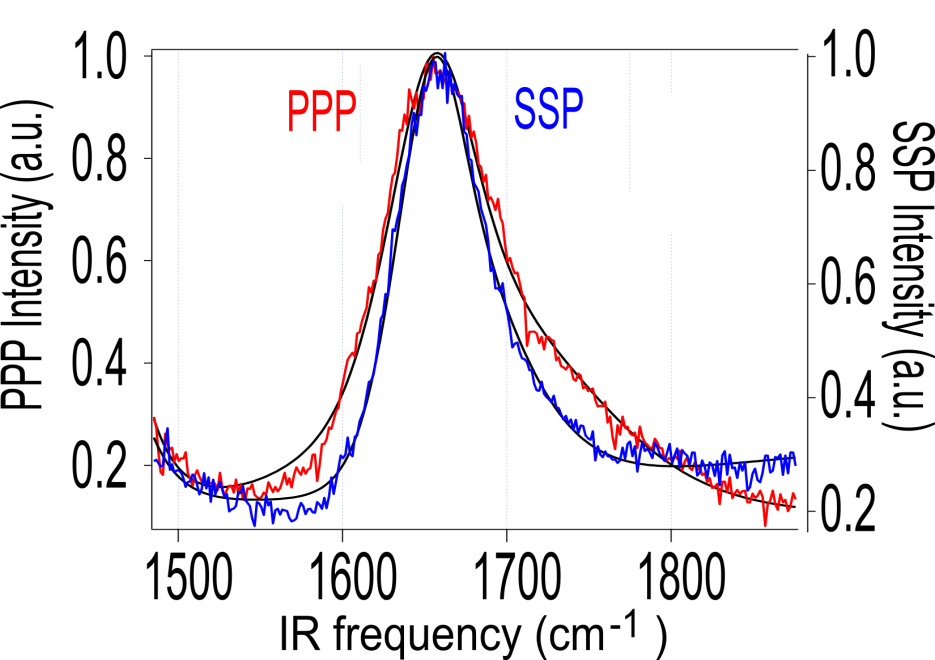 PPP Intensity (a.u.)
1.0
0.8
0.6
0.4
0.2
PPP
SSP
1.0
0.8
0.6
0.4
0.2
SSP Intensity (a.u.)
1500 1600 1700 1800
IR frequency (cm-1 )